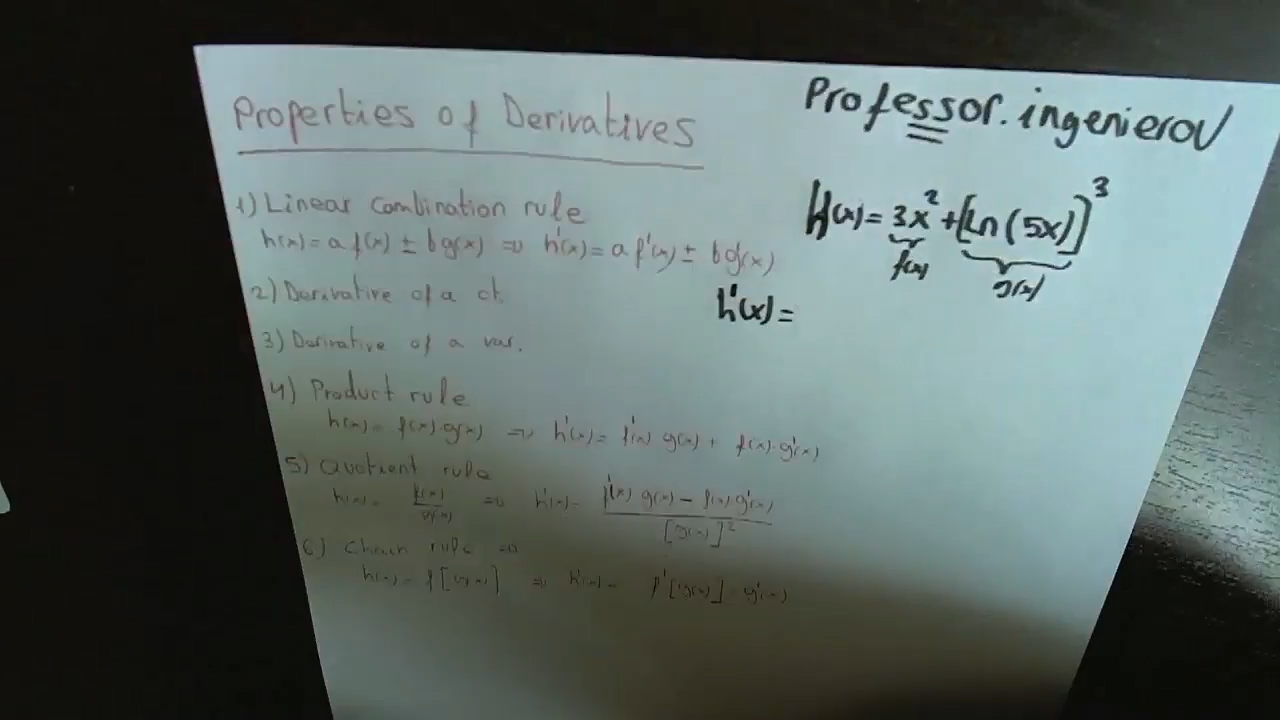 Properties of Derivatives
1) Linear Combination rule
h(x) = a f(x) ± b g(x) => h'(x) = a f'(x) ± b g'(x)
2) Derivative of a ct.
3) Derivative of a var.
4) Product rule
h(x) = f(x)·g(x) => h'(x) = f'(x) g(x) + f(x)·g'(x)
5) Quotient rule
h(x) = f(x)/g(x) => h'(x) = f'(x) g(x) - f(x) g'(x) / [g(x)]²
6) Chain rule =>
h(x) = f[g(x)] => h'(x) = f'[g(x)]·g'(x)
Professor.ingenierov
H(x) = 3x² + [ln(5x)]³
f(x) g(x)
h'(x) =